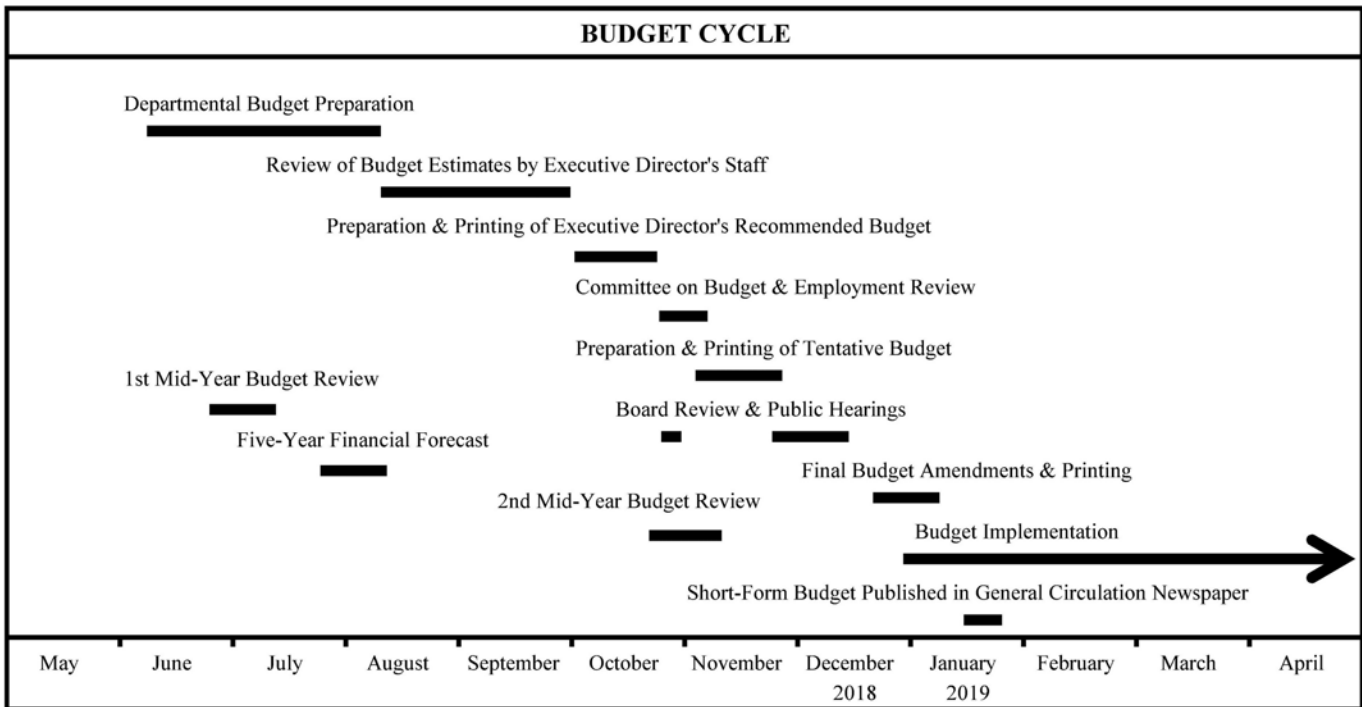 BUDGET CYCLE
Departmental Budget Preparation
Review of Budget Estimates by Executive Director's Staff
Preparation & Printing of Executive Director's Recommended Budget
Committee on Budget & Employment Review
Preparation & Printing of Tentative Budget
1st Mid-Year Budget Review
Board Review & Public Hearings
Five-Year Financial Forecast
Final Budget Amendments & Printing
2nd Mid-Year Budget Review
Budget Implementation
Short-Form Budget Published in General Circulation Newspaper
May June July August September October November December January February March April
2018 2019